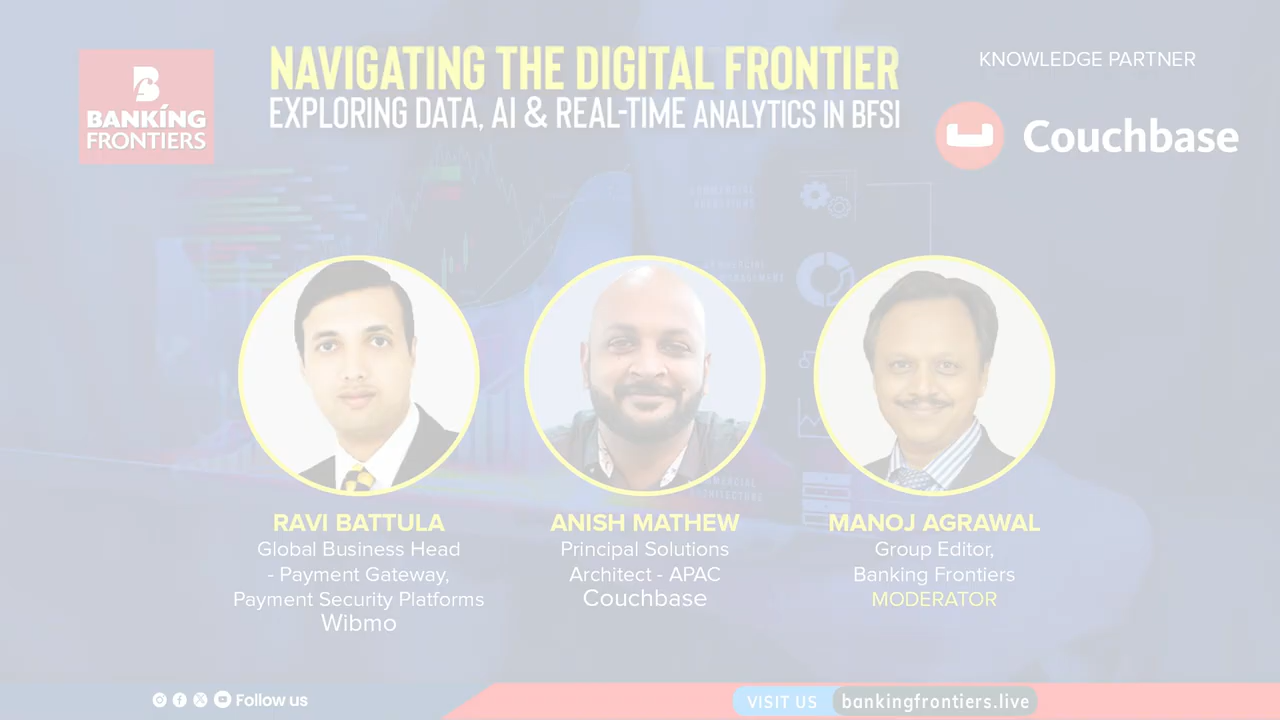 BANKING
FRONTIERS
NAVIGATING THE DIGITAL FRONTIER
EXPLORING DATA, AI & REAL-TIME ANALYTICS IN BFSI
KNOWLEDGE PARTNER
Couchbase
COMMERCIAL
RAVI BATTULA
Global Business Head
- Payment Gateway,
Payment Security Platforms
Wibmo
ANISH MATHEW
Principal Solutions
Architect - APAC
Couchbase
MANOJ AGRAWAL
Group Editor,
Banking Frontiers
MODERATOR
Follow us
VISIT US
bankingfrontiers.live